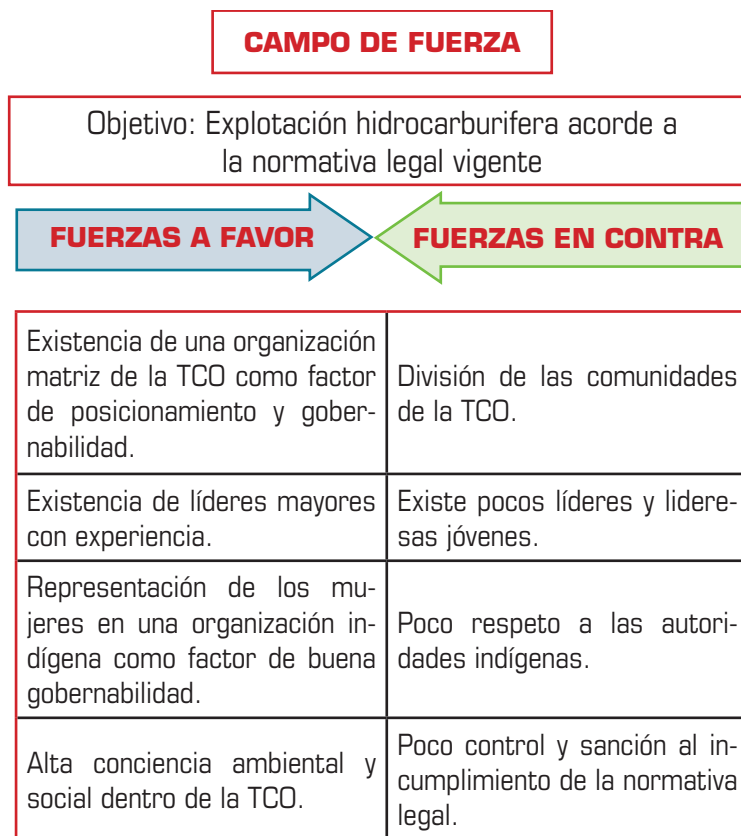 CAMPO DE FUERZA
Objetivo: Explotación hidrocarburifera acorde a
la normativa legal vigente
FUERZAS A FAVOR
FUERZAS EN CONTRA
Existencia de una organización
matriz de la TCO como factor
de posicionamiento y gober-
nabilidad.
División de las comunidades
de la TCO.
Existencia de líderes mayores
con experiencia.
Existe pocos líderes y lidere-
sas jóvenes.
Representación de los mu-
jeres en una organización in-
dígena como factor de buena
gobernabilidad.
Poco respeto a las autori-
dades indígenas.
Alta conciencia ambiental y
social dentro de la TCO.
Poco control y sanción al in-
cumplimiento de la normativa
legal.